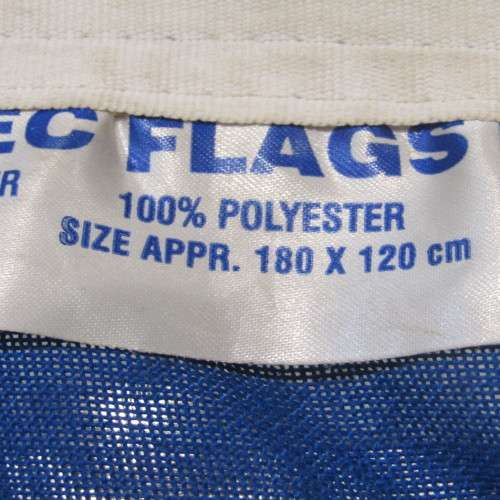 EC FLAGS
R
100% POLYESTER
SIZE APPR. 180 X 120 cm